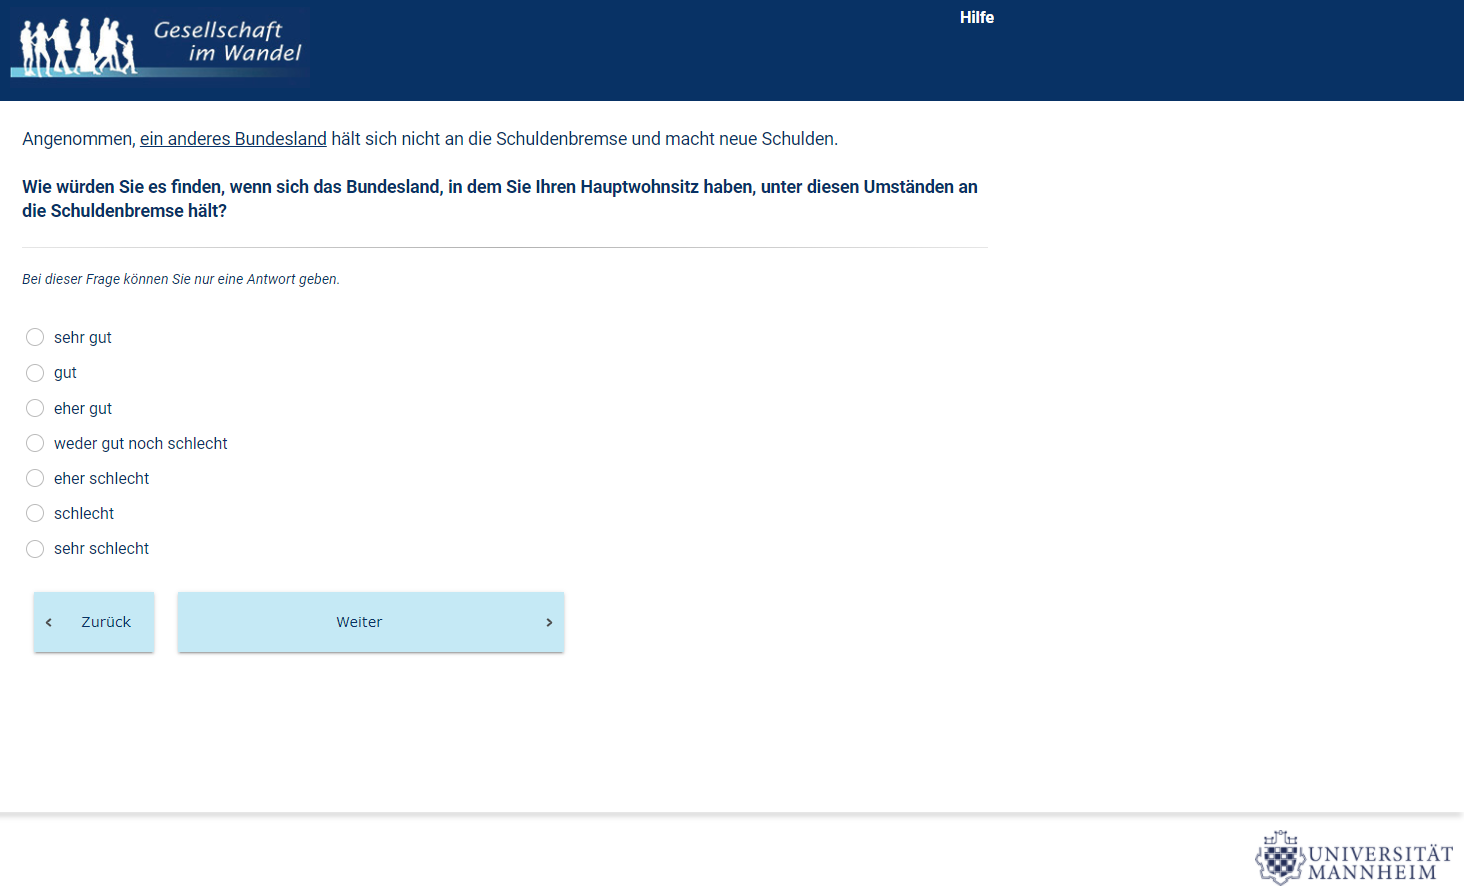 Gesellschaft
im Wandel
Hilfe
Angenommen, ein anderes Bundesland hält sich nicht an die Schuldenbremse und macht neue Schulden.
Wie würden Sie es finden, wenn sich das Bundesland, in dem Sie Ihren Hauptwohnsitz haben, unter diesen Umständen an
die Schuldenbremse hält?
Bei dieser Frage können Sie nur eine Antwort geben.
sehr gut
gut
eher gut
weder gut noch schlecht
eher schlecht
schlecht
sehr schlecht
‹ Zurück
Weiter ›
UNIVERSITÄT
MANNHEIM